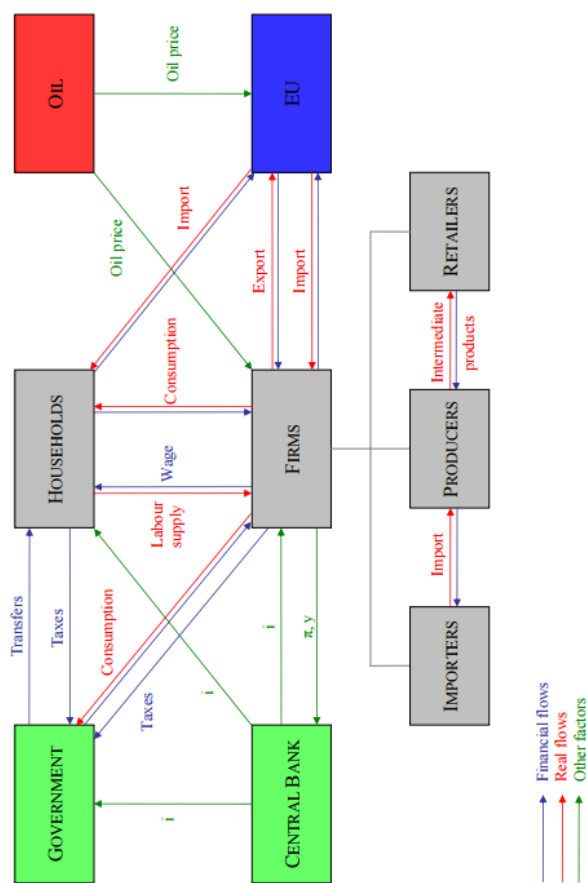 GOVERNMENT
Transfers
Taxes
HOUSEHOLDS
OIL
i
Consumption
Taxes
i
Labour
supply
Wage
Consumption
Oil price
Import
Oil price
CENTRAL BANK
i
π, y
FIRMS
Export
Import
EU
IMPORTERS
Import
PRODUCERS
Intermediate
products
RETAILERS
Financial flows
Real flows
Other factors